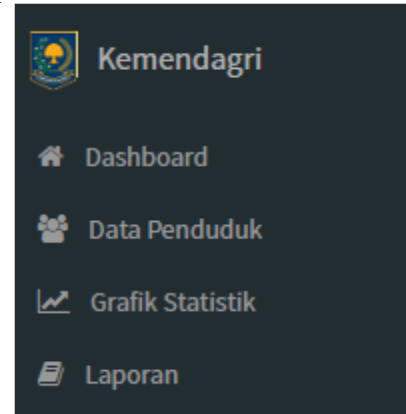 Kemendagri
Dashboard
Data Penduduk
Grafik Statistik
Laporan